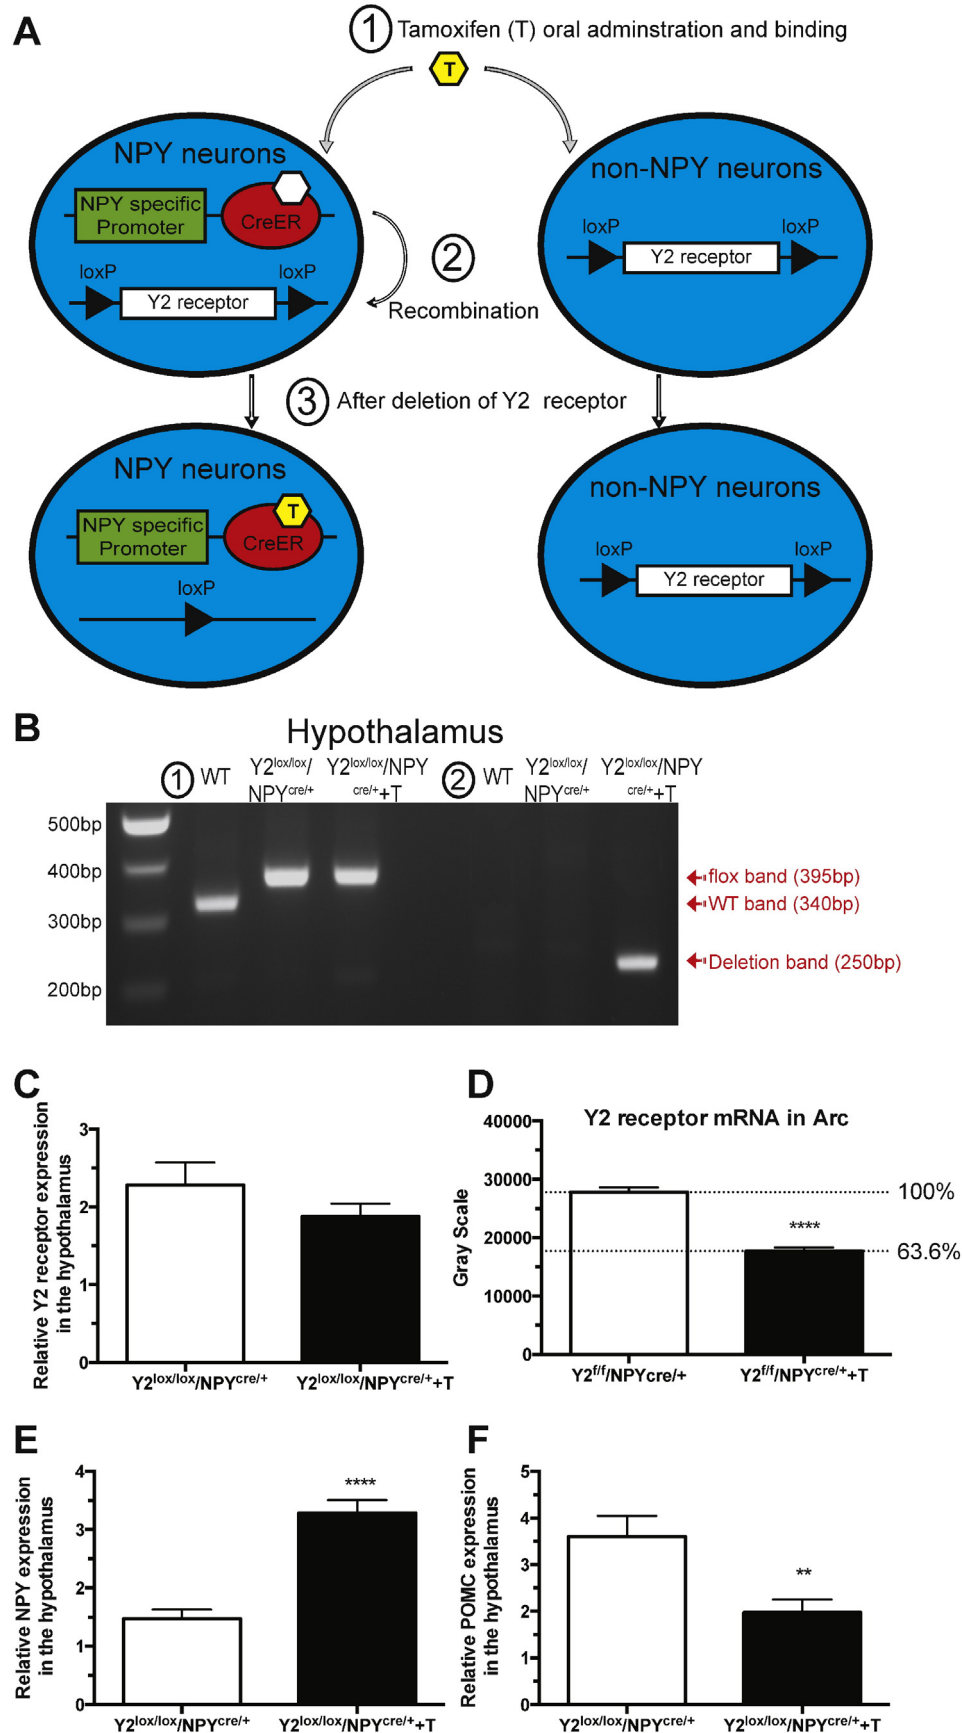 A
1 Tamoxifen (T) oral adminstration and binding
T
NPY neurons
NPY specific
Promoter
CreER
loxP
loxP
Y2 receptor
2
Recombination
non-NPY neurons
loxP
loxP
Y2 receptor
3 After deletion of Y2 receptor
NPY neurons
NPY specific
Promoter
T
CreER
loxP
non-NPY neurons
loxP
loxP
Y2 receptor
B
Hypothalamus
1 WT
Y2lox/lox/
NPYcre/+
Y2lox/lox/NPY
cre/++T
2 WT
Y2lox/lox/
NPYcre/+
Y2lox/lox/NPY
cre/++T
500bp
400bp
300bp
200bp
flox band (395bp)
WT band (340bp)
Deletion band (250bp)
C
Relative Y2 receptor expression
in the hypothalamus
3
2
1
0
Y2lox/lox/NPYcre/+
Y2lox/lox/NPYcre/++T
D
Y2 receptor mRNA in Arc
Gray Scale
40000
30000
20000
10000
0
100%
****
63.6%
Y2f/f/NPYcre/+
Y2f/f/NPYcre/++T
E
Relative NPY expression
in the hypothalamus
4
3
2
1
0
****
Y2lox/lox/NPYcre/+
Y2lox/lox/NPYcre/++T
F
Relative POMC expression
in the hypothalamus
5
4
3
2
1
0
**
Y2lox/lox/NPYcre/+
Y2lox/lox/NPYcre/++T